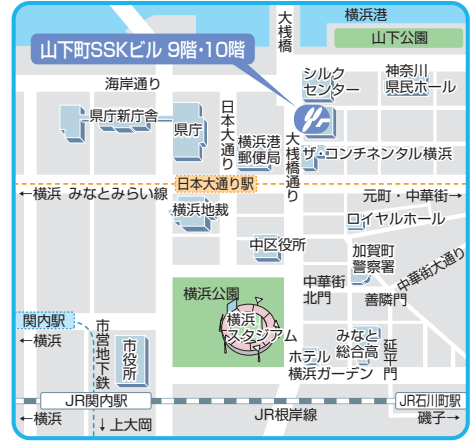 横浜港
大桟橋
山下公園
山下町SSKビル 9階・10階
シルク
センター
神奈川
県民ホール
海岸通り
県庁新庁舎
県庁
日本大通り
横浜港
郵便局
大桟橋通り
ザ・コンチネンタル横浜
日本大通り駅
←横浜 みなとみらい線
元町・中華街→
横浜地裁
ロイヤルホール
中区役所
加賀町
警察署
中華街大通り
中華街
北門
善隣門
横浜公園
横浜
スタジアム
関内駅
←横浜
市営地下鉄
市役所
みなと
総合高
延平門
ホテル
横浜ガーデン
JR関内駅
JR石川町駅
←横浜
↓上大岡
JR根岸線
磯子→